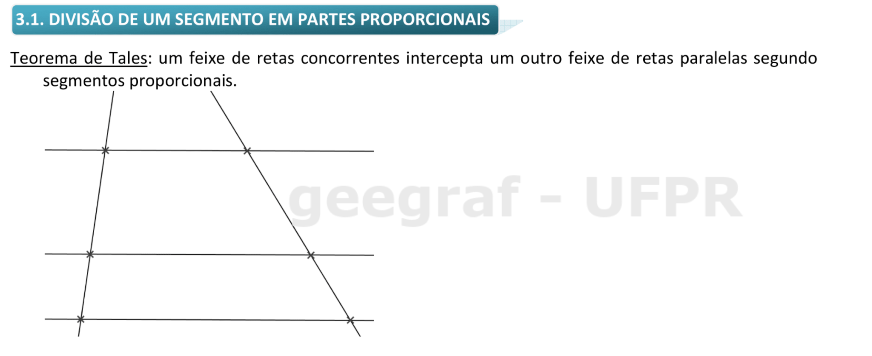 3.1. DIVISÃO DE UM SEGMENTO EM PARTES PROPORCIONAIS
Teorema de Tales: um feixe de retas concorrentes intercepta um outro feixe de retas paralelas segundo
segmentos proporcionais.
geegraf - UFPR